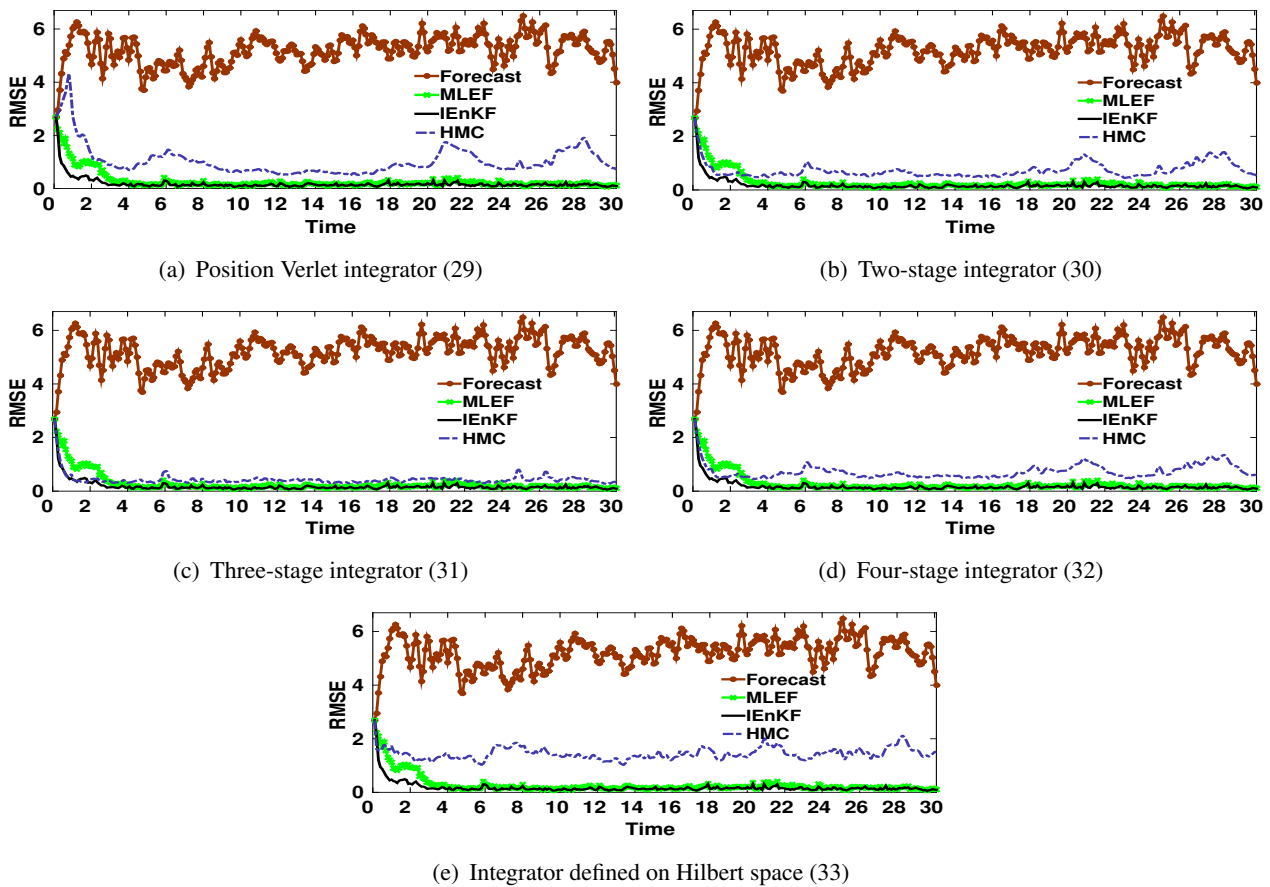 6
4
2
0
RMSE
Forecast
MLEF
IEnKF
HMC
0 2 4 6 8 10 12 14 16 18 20 22 24 26 28 30
Time
(a) Position Verlet integrator (29)
6
4
2
0
RMSE
Forecast
MLEF
IEnKF
HMC
0 2 4 6 8 10 12 14 16 18 20 22 24 26 28 30
Time
(b) Two-stage integrator (30)
6
4
2
0
RMSE
Forecast
MLEF
IEnKF
HMC
0 2 4 6 8 10 12 14 16 18 20 22 24 26 28 30
Time
(c) Three-stage integrator (31)
6
4
2
0
RMSE
Forecast
MLEF
IEnKF
HMC
0 2 4 6 8 10 12 14 16 18 20 22 24 26 28 30
Time
(d) Four-stage integrator (32)
6
4
2
0
RMSE
Forecast
MLEF
IEnKF
HMC
0 2 4 6 8 10 12 14 16 18 20 22 24 26 28 30
Time
(e) Integrator defined on Hilbert space (33)